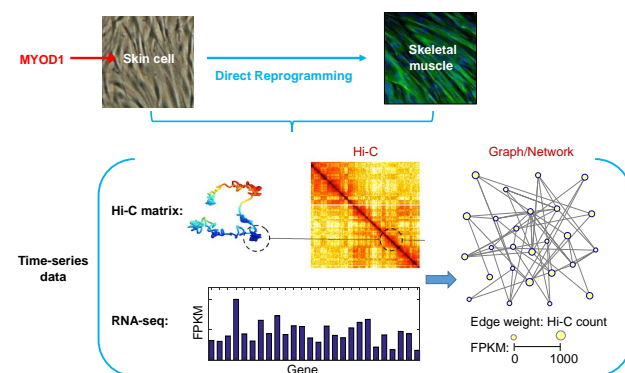 MYOD1
Skin cell
Direct Reprogramming
Skeletal
muscle
Hi-C
Graph/Network
Hi-C matrix:
Time-series
data
RNA-seq:
FPKM
Gene
Edge weight: Hi-C count
FPKM:
0
1000